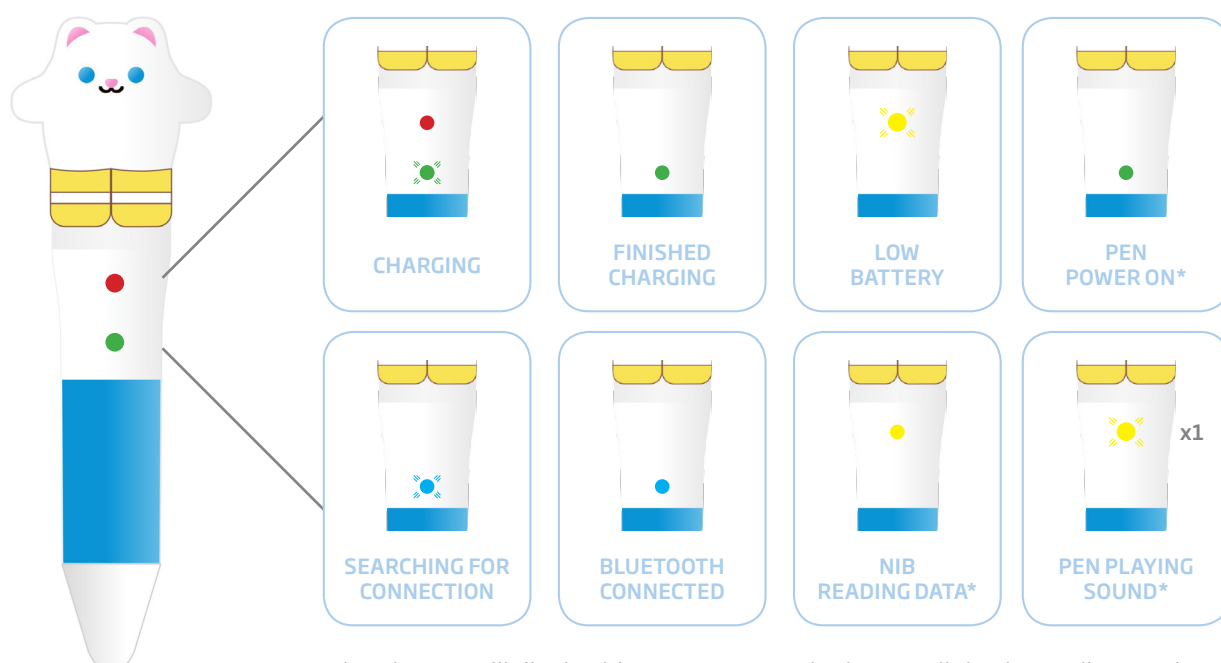 CHARGING
FINISHED
CHARGING
LOW
BATTERY
PEN
POWER ON*
SEARCHING FOR
CONNECTION
BLUETOOTH
CONNECTED
NIB
READING DATA*
x1
PEN PLAYING
SOUND*